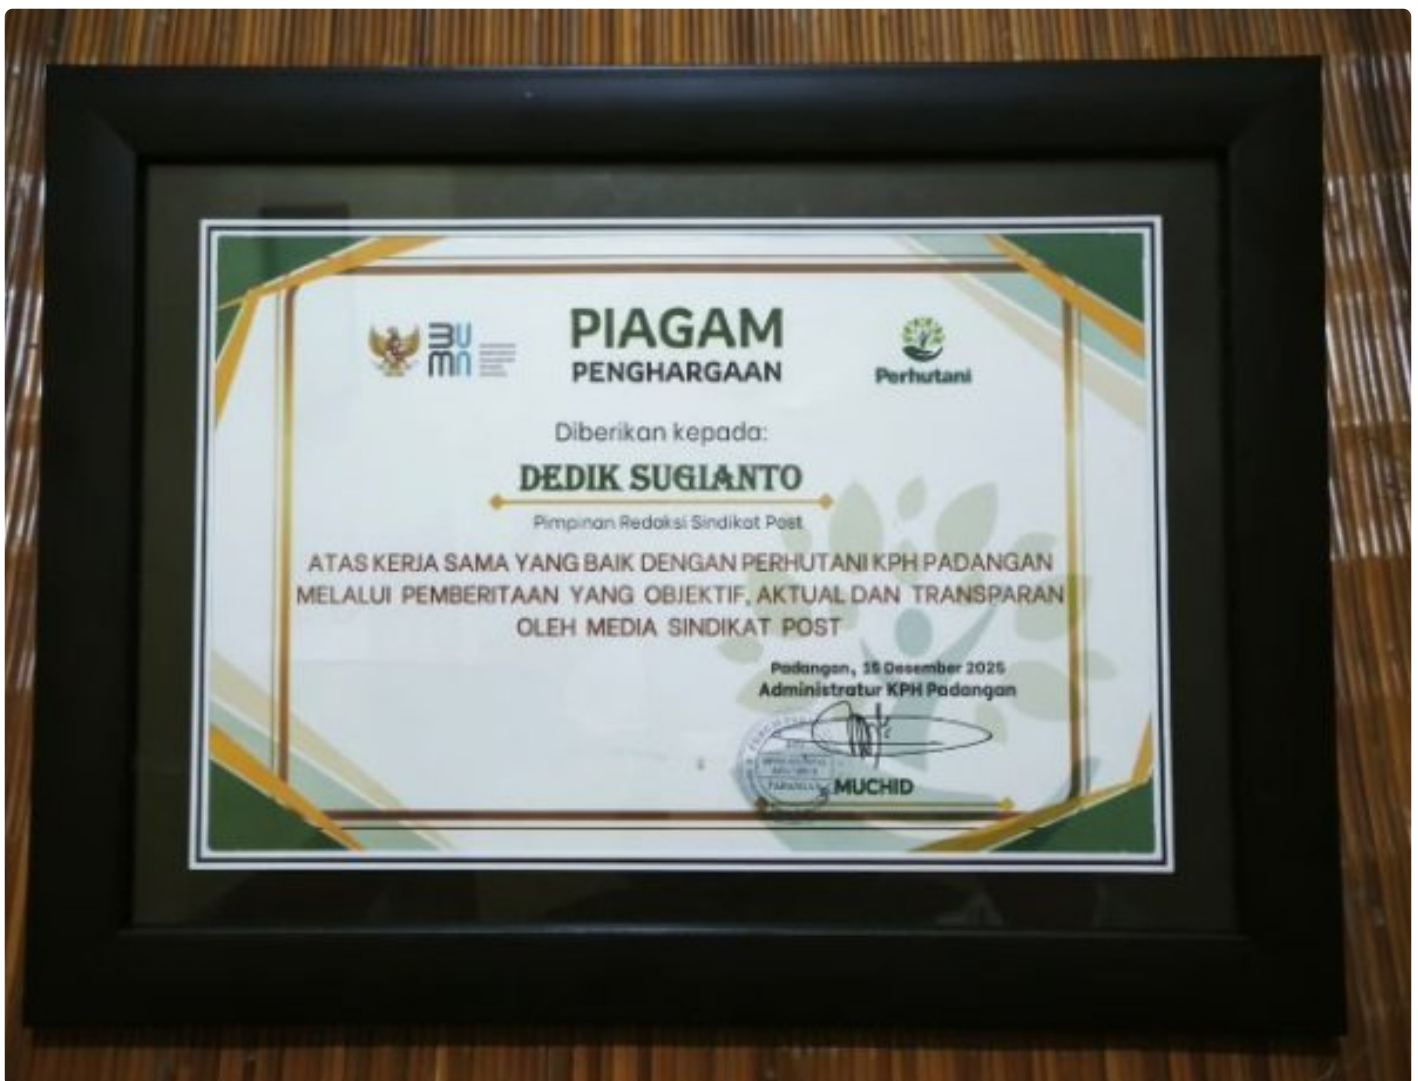 BUMN
PIAGAM
PENGHARGAAN
Perhutani
Diberikan kepada:
DEDIK SUGIANTO
Pimpinan Redaksi Sindikat Post
ATAS KERJA SAMA YANG BAIK DENGAN PERHUTANI KPH PADANGAN
MELALUI PEMBERITAAN YANG OBJEKTIF, AKTUAL DAN TRANSPARAN
OLEH MEDIA SINDIKAT POST
Padangan, 15 Desember 2025
Administratur KPH Padangan
MUCHID